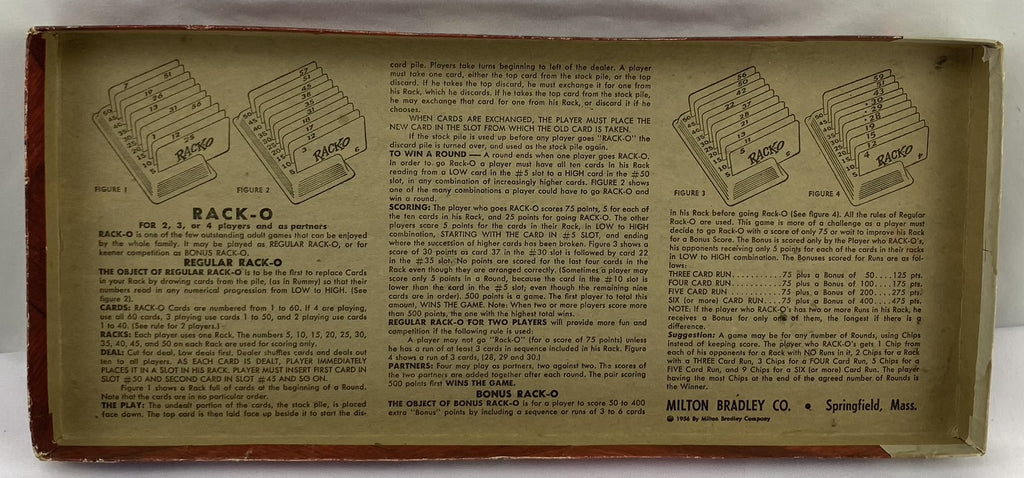 FIGURE 1
FIGURE 2
RACK-O
FOR 2, 3, or 4 players and as partners
RACK-O is one of the few outstanding adult games that can be enjoyed
by the whole family. It may be played as REGULAR RACK-O, or for
keener competition as BONUS RACK-O.
REGULAR RACK-O
THE OBJECT OF REGULAR RACK-O is to be the first to replace Cards
in your Rack by drawing cards from the pile, (as in Rummy) so that their
numbers read in any numerical progression from LOW to HIGH. (See
figure 2).
CARDS: RACK-O Cards are numbered from 1 to 60. If 4 are playing,
use all 60 cards, 3 playing use cards 1 to 50, and 2 playing use cards
1 to 40. (See rule for 2 players.)
RACKS: Each player uses one Rack. The numbers 5, 10, 15, 20, 25, 30,
35, 40, 45, and 50 on each Rack are used for scoring only.
DEAL: Cut for deal, Low deals first. Dealer shuffles cards and deals out
ten to all players. AS EACH CARD IS DEALT, PLAYER IMMEDIATELY
PLACES IT IN A SLOT IN HIS RACK. PLAYER MUST INSERT FIRST CARD IN
SLOT #50 AND SECOND CARD IN SLOT #45 AND SO ON.
Figure 1 shows a Rack full of cards at the beginning of a Round.
Note that the cards are in no particular order.
THE PLAY: The undealt portion of the cards, the stock pile, is placed
face down. The top card is then laid face up beside it to start the dis-
card pile. Players take turns beginning to left of the dealer. A player
must take one card, either the top card from the stock pile, or the top
discard. If he takes the top discard, he must exchange it for one from
his Rack, which he discards. If he takes the top card from the stock pile,
he may exchange that card for one from his Rack, or discard it if he
chooses.
WHEN CARDS ARE EXCHANGED, THE PLAYER MUST PLACE THE
NEW CARD IN THE SLOT FROM WHICH THE OLD CARD IS TAKEN.
If the stock pile is used up before any player goes "RACK-O" the
discard pile is turned over, and used as the stock pile again.
TO WIN A ROUND — A round ends when one player goes RACK-O.
In order to go Rack-O a player must have all ten cards in his Rack
reading from a LOW card in the #5 slot to a HIGH card in the #50
slot, in any combination of increasingly higher cards. FIGURE 2 shows
one of the many combinations a player could have to go RACK-O and
win a round.
SCORING: The player who goes RACK-O scores 75 points, 5 for each of
the ten cards in his Rack, and 25 points for going RACK-O. The other
players score 5 points for the cards in their Rack, in LOW to HIGH
combination, STARTING WITH THE CARD IN #5 SLOT, and ending
where the succession of higher cards has been broken. Figure 3 shows a
score of 30 points as card 37 in the #30 slot is followed by card 22
in the #35 slot. No points are scored for the last four cards in the
Rack even though they are arranged correctly. (Sometimes a player may
score only 5 points in a Round, because the card in the #10 slot is
lower than the card in the #5 slot; even though the remaining nine
cards are in order). 500 points is a game. The first player to total this
amount, WINS THE GAME. Note: When two or more players score more
than 500 points, the one with the highest total wins.
REGULAR RACK-O FOR TWO PLAYERS will provide more fun and
competition if the following rule is used:
A player may not go "Rack-O" (for a score of 75 points) unless
he has a run of at least 3 cards in sequence included in his Rack. Figure
4 shows a run of 3 cards, (28, 29 and 30.)
PARTNERS: Four may play as partners, two against two. The scores of
the two partners are added together after each round. The pair scoring
500 points first WINS THE GAME.
BONUS RACK-O
THE OBJECT OF BONUS RACK-O is for a player to score 50 to 400
extra "Bonus" points by including a sequence or runs of 3 to 6 cards
FIGURE 3
FIGURE 4
in his Rack before going Rack-O (See figure 4). All the rules of Regular
Rack-O are used. This game is more of a challenge as a player must
decide to go Rack-O with a score of only 75 or wait to improve his Rack
for a Bonus Score. The Bonus is scored only by the Player who RACK-O's,
his opponents receiving only 5 points for each of the cards in their racks
in LOW to HIGH combination. The Bonuses scored for Runs are as fol-
lows:
THREE CARD RUN...........75 plus a Bonus of 50....125 pts.
FOUR CARD RUN............75 plus a Bonus of 100....175 pts.
FIVE CARD RUN............75 plus a Bonus of 200....275 pts.
SIX (or more) CARD RUN....75 plus a Bonus of 400....475 pts.
NOTE: If the player who RACK-O's has two or more Runs in his Rack, he
receives a Bonus for only one of them, the longest if there is a
difference.
Suggestion: A game may be for any number of Rounds, using Chips
instead of keeping score. The player who RACK-O's gets 1 Chip from
each of his opponents for a Rack with NO Runs in it, 2 Chips for a Rack
with a THREE Card Run, 3 Chips for a FOUR Card Run, 5 Chips for a
FIVE Card Run, and 9 Chips for a SIX (or more) Card Run. The player
having the most Chips at the end of the agreed number of Rounds is
the Winner.
MILTON BRADLEY CO. • Springfield, Mass.
© 1956 By Milton Bradley Company